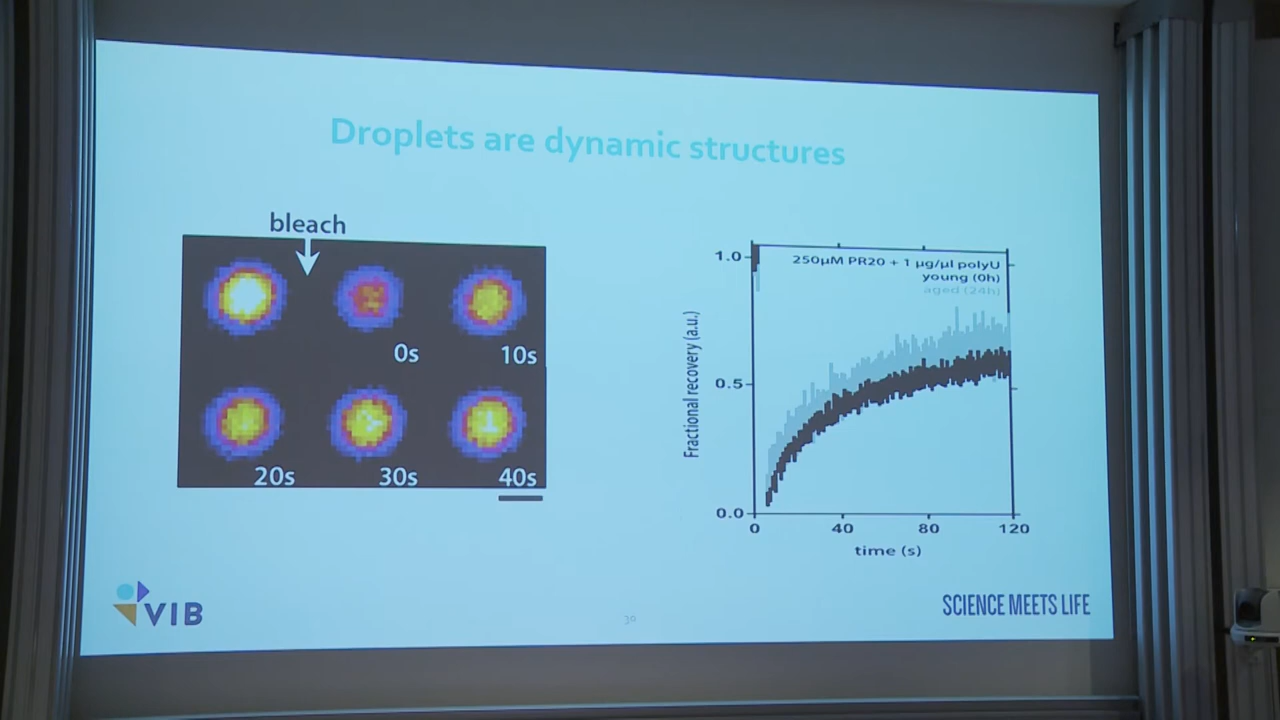 Droplets are dynamic structures
bleach
0s
10s
20s
30s
40s
1.0
0.5
0.0
Fractional recovery (a.u.)
250µM PR20 + 1 µg/µl polyU
young (0h)
aged (24h)
0
40
80
120
time (s)
VIB
30
SCIENCE MEETS LIFE